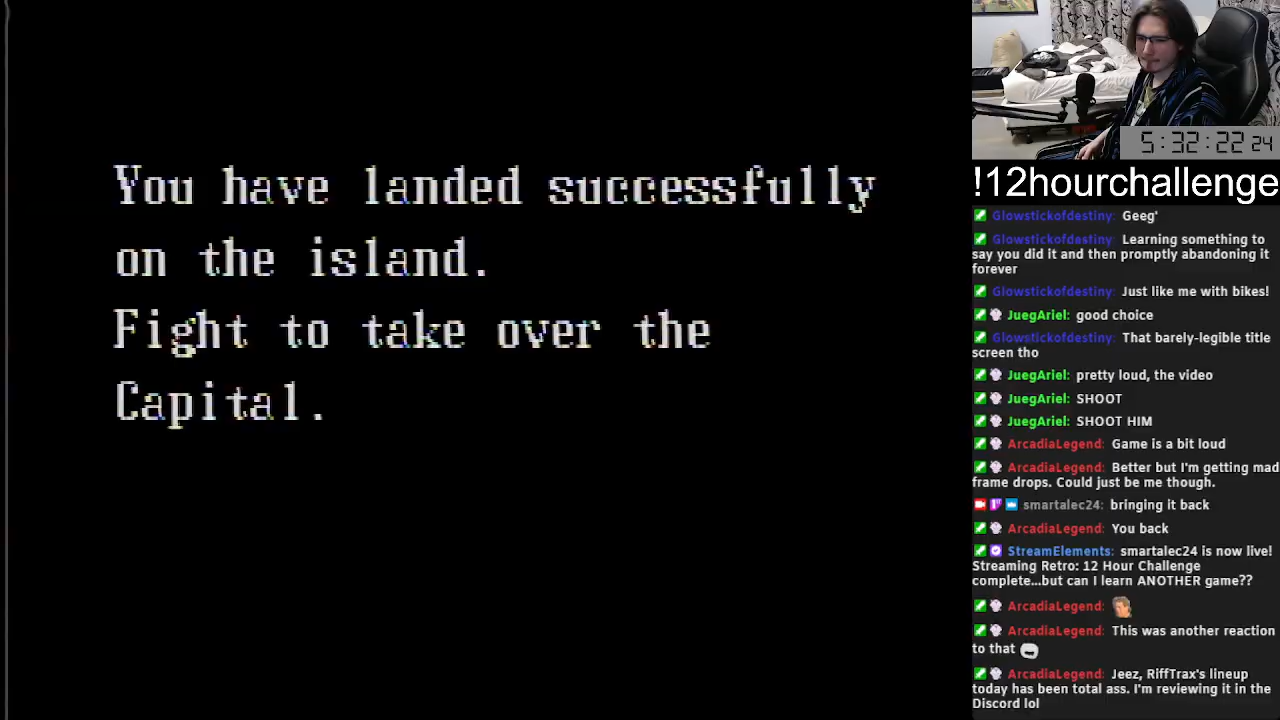 You have landed successfully
on the island.
Fight to take over the
Capital.
5:32:22 24
!12hourchallenge
Glowstickofdestiny: Geeg'
Glowstickofdestiny: Learning something to
say you did it and then promptly abandoning it
forever
Glowstickofdestiny: Just like me with bikes!
JuegAriel: good choice
Glowstickofdestiny: That barely-legible title
screen tho
JuegAriel: pretty loud, the video
JuegAriel: SHOOT
JuegAriel: SHOOT HIM
ArcadiaLegend: Game is a bit loud
ArcadiaLegend: Better but I'm getting mad
frame drops. Could just be me though.
smartalec24: bringing it back
ArcadiaLegend: You back
StreamElements: smartalec24 is now live!
Streaming Retro: 12 Hour Challenge
complete...but can I learn ANOTHER game??
ArcadiaLegend:
ArcadiaLegend: This was another reaction
to that
ArcadiaLegend: Jeez, RiffTrax's lineup
today has been total ass. I'm reviewing it in the
Discord lol